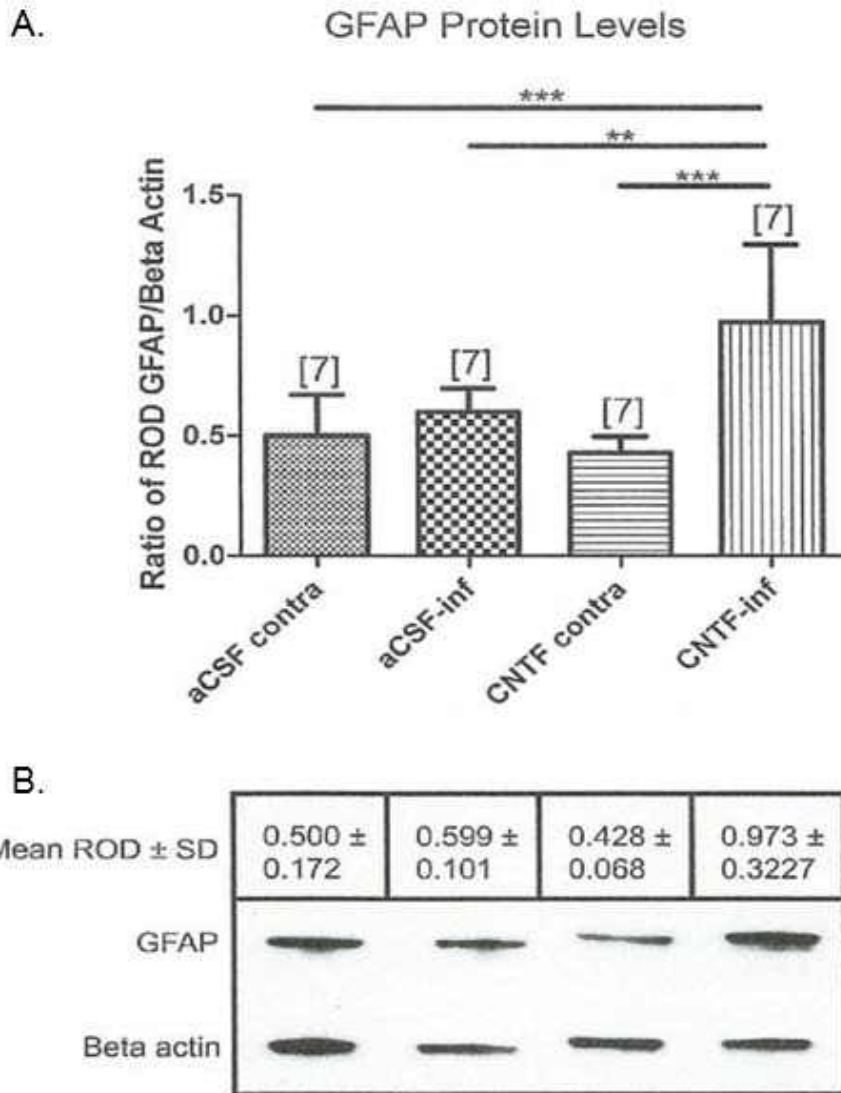 A.
GFAP Protein Levels
***
**
***
Ratio of ROD GFAP/Beta Actin
1.5
1.0
0.5
0.0
[7]
[7]
[7]
[7]
aCSF contra
aCSF-inf
CNTF contra
CNTF-inf
B.
Mean ROD ± SD
0.500 ±
0.172
0.599 ±
0.101
0.428 ±
0.068
0.973 ±
0.3227
GFAP
Beta actin